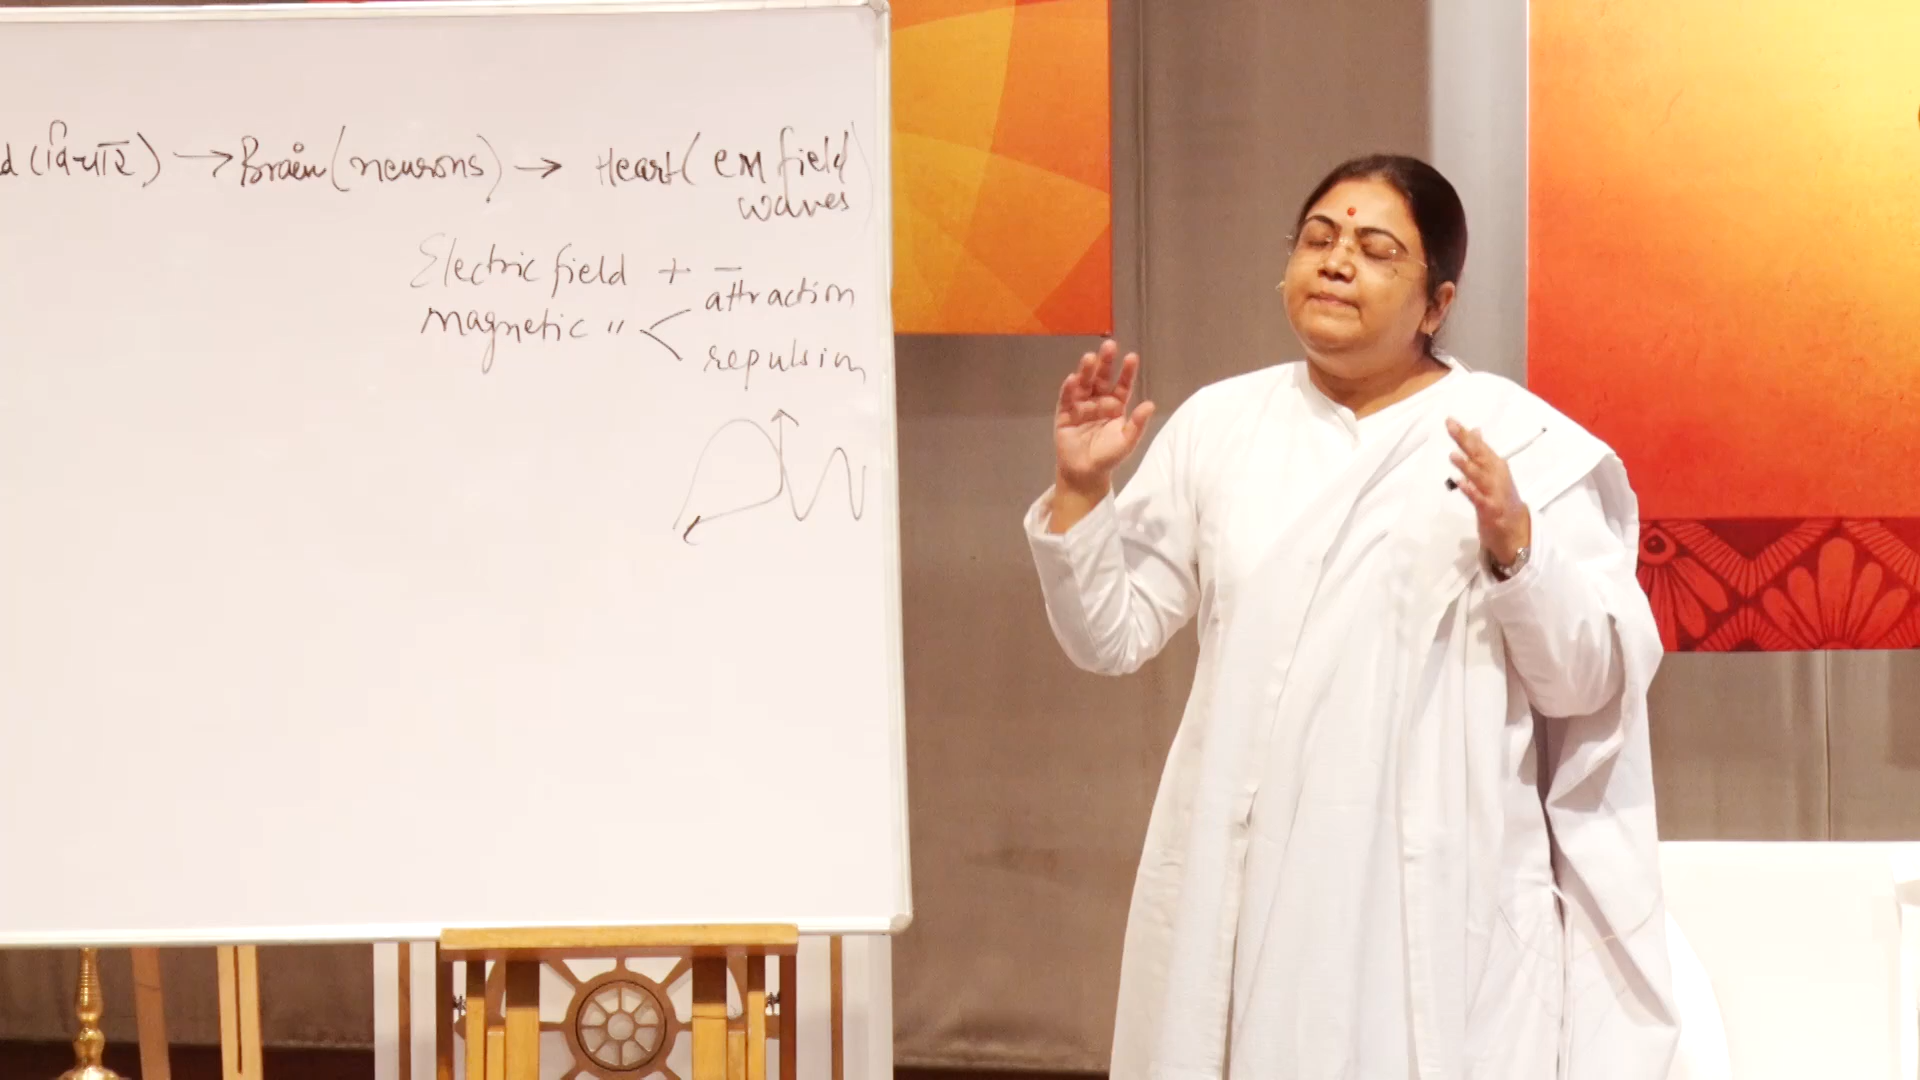 d (विचार) → Brain (neurons) → Heart (em field
waves
Electric field + -
magnetic " < attraction
repulsion